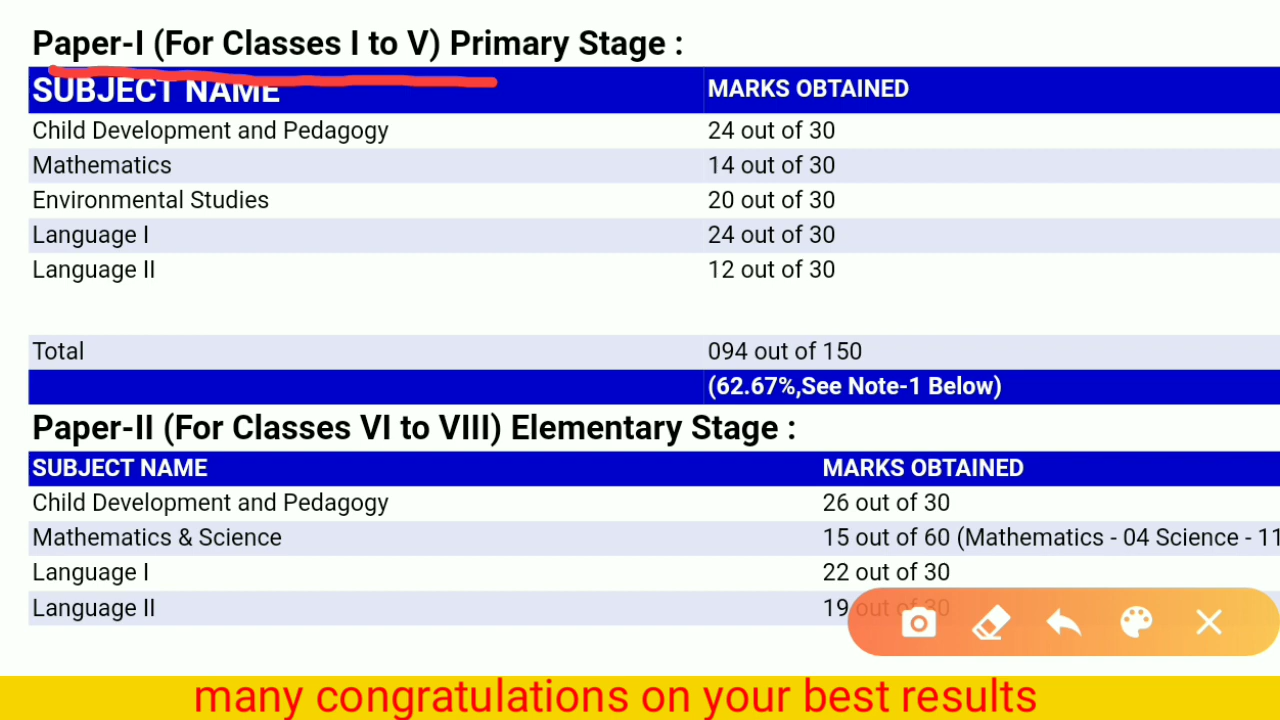 Paper-I (For Classes I to V) Primary Stage :
SUBJECT NAME MARKS OBTAINED
Child Development and Pedagogy 24 out of 30
Mathematics 14 out of 30
Environmental Studies 20 out of 30
Language I 24 out of 30
Language II 12 out of 30
Total 094 out of 150
(62.67%,See Note-1 Below)
Paper-II (For Classes VI to VIII) Elementary Stage :
SUBJECT NAME MARKS OBTAINED
Child Development and Pedagogy 26 out of 30
Mathematics & Science 15 out of 60 (Mathematics - 04 Science - 11
Language I 22 out of 30
Language II 19 out of 30
many congratulations on your best results